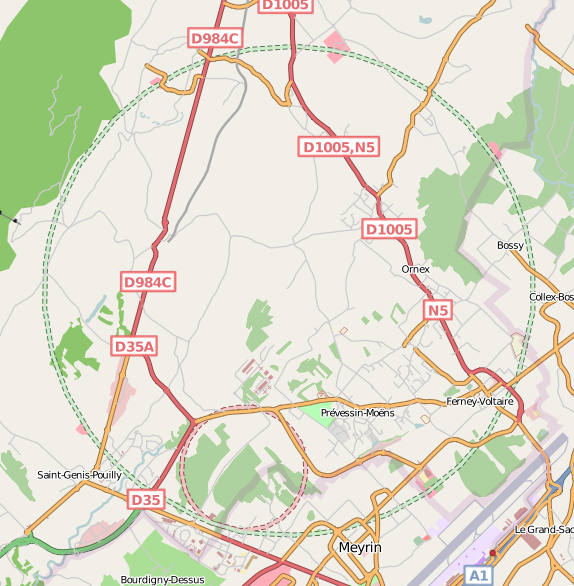 D1005
D984C
D1005,N5
D1005
Bossy
Ornex
D984C
Collex-Bos
N5
D35A
Ferney-Voltaire
Prévessin-Moëns
Saint-Genis-Pouilly
D35
Le Grand-Sac
Meyrin
A1
Bourdigny-Dessus